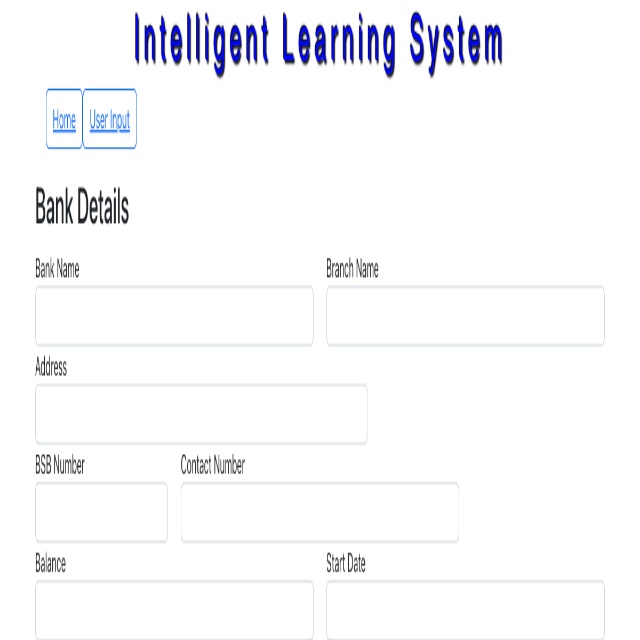 Intelligent Learning System
Home User Input
Bank Details
Bank Name Branch Name
Address
BSB Number Contact Number
Balance Start Date